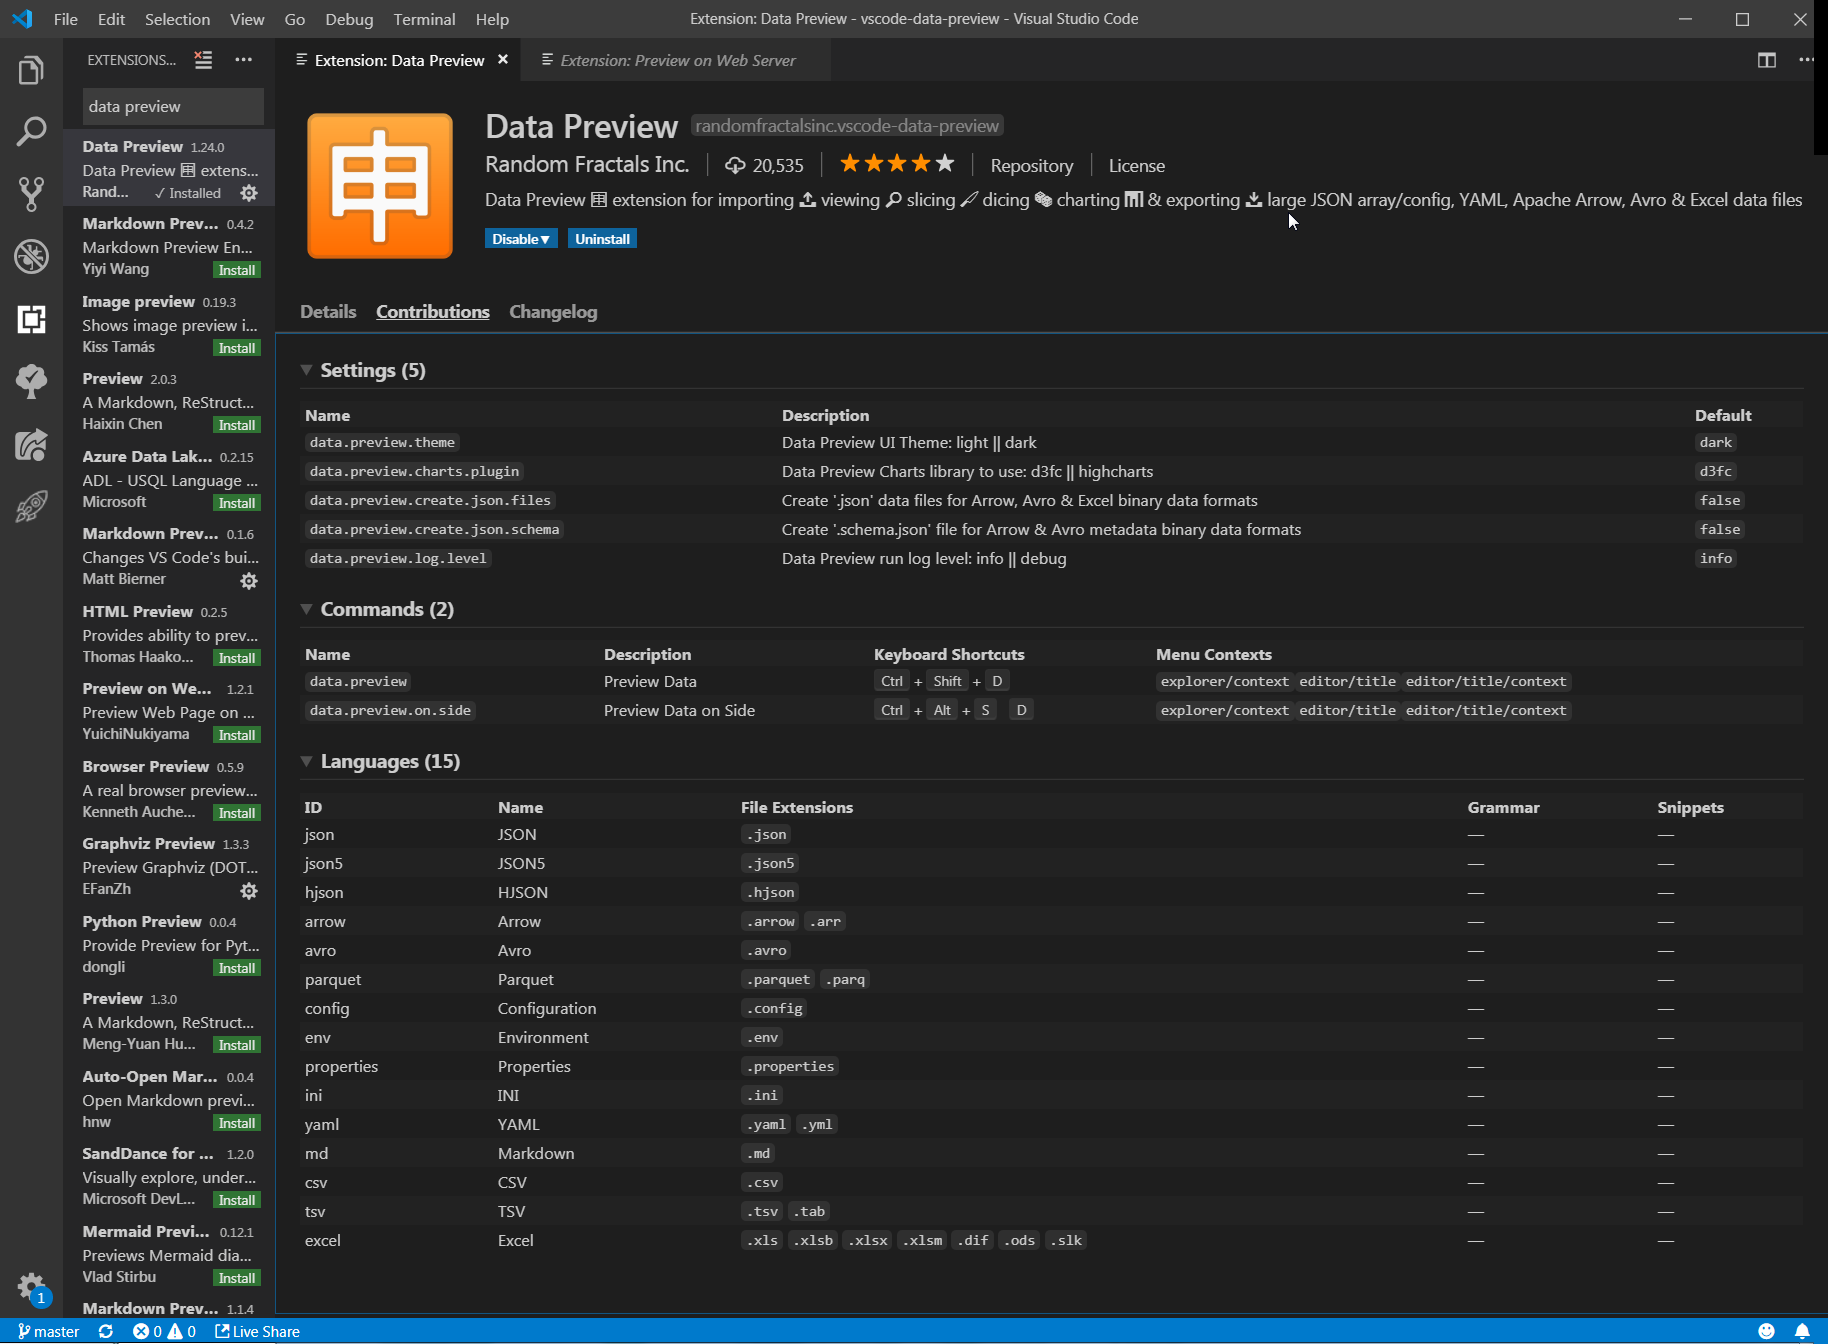 File Edit Selection View Go Debug Terminal Help
Extension: Data Preview - vscode-data-preview - Visual Studio Code
EXTENSIONS...
data preview
Data Preview 1.24.0
Data Preview 田 extens...
Rand... ✓ Installed
Markdown Prev... 0.4.2
Markdown Preview En...
Yiyi Wang Install
Image preview 0.19.3
Shows image preview i...
Kiss Tamás Install
Preview 2.0.3
A Markdown, ReStruct...
Haixin Chen Install
Azure Data Lak... 0.2.15
ADL - USQL Language ...
Microsoft Install
Markdown Prev... 0.1.6
Changes VS Code's bui...
Matt Bierner
HTML Preview 0.2.5
Provides ability to prev...
Thomas Haako... Install
Preview on We... 1.2.1
Preview Web Page on ...
YuichiNukiyama Install
Browser Preview 0.5.9
A real browser preview...
Kenneth Auche... Install
Graphviz Preview 1.3.3
Preview Graphviz (DOT...
EFanZh
Python Preview 0.0.4
Provide Preview for Pyt...
dongli Install
Preview 1.3.0
A Markdown, ReStruct...
Meng-Yuan Hu... Install
Auto-Open Mar... 0.0.4
Open Markdown previ...
hnw Install
SandDance for ... 1.2.0
Visually explore, under...
Microsoft DevL... Install
Mermaid Previ... 0.12.1
Previews Mermaid dia...
Vlad Stirbu Install
Markdown Prev... 1.1.4
Extension: Data Preview
Extension: Preview on Web Server
申
Data Preview randomfractalsinc.vscode-data-preview
Random Fractals Inc. 20,535 Repository License
Data Preview extension for importing viewing slicing dicing charting & exporting large JSON array/config, YAML, Apache Arrow, Avro & Excel data files
Disable▼ Uninstall
Details Contributions Changelog
Settings (5)
Name Description Default
data.preview.theme Data Preview UI Theme: light || dark dark
data.preview.charts.plugin Data Preview Charts library to use: d3fc || highcharts d3fc
data.preview.create.json.files Create '.json' data files for Arrow, Avro & Excel binary data formats false
data.preview.create.json.schema Create '.schema.json' file for Arrow & Avro metadata binary data formats false
data.preview.log.level Data Preview run log level: info || debug info
Commands (2)
Name Description Keyboard Shortcuts Menu Contexts
data.preview Preview Data Ctrl + Shift + D explorer/context editor/title editor/title/context
data.preview.on.side Preview Data on Side Ctrl + Alt + S D explorer/context editor/title editor/title/context
Languages (15)
ID Name File Extensions Grammar Snippets
json JSON .json — —
json5 JSON5 .json5 — —
hjson HJSON .hjson — —
arrow Arrow .arrow .arr — —
avro Avro .avro — —
parquet Parquet .parquet .parq — —
config Configuration .config — —
env Environment .env — —
properties Properties .properties — —
ini INI .ini — —
yaml YAML .yaml .yml — —
md Markdown .md — —
csv CSV .csv — —
tsv TSV .tsv .tab — —
excel Excel .xls .xlsb .xlsx .xlsm .dif .ods .slk — —
1
master 0 0 Live Share